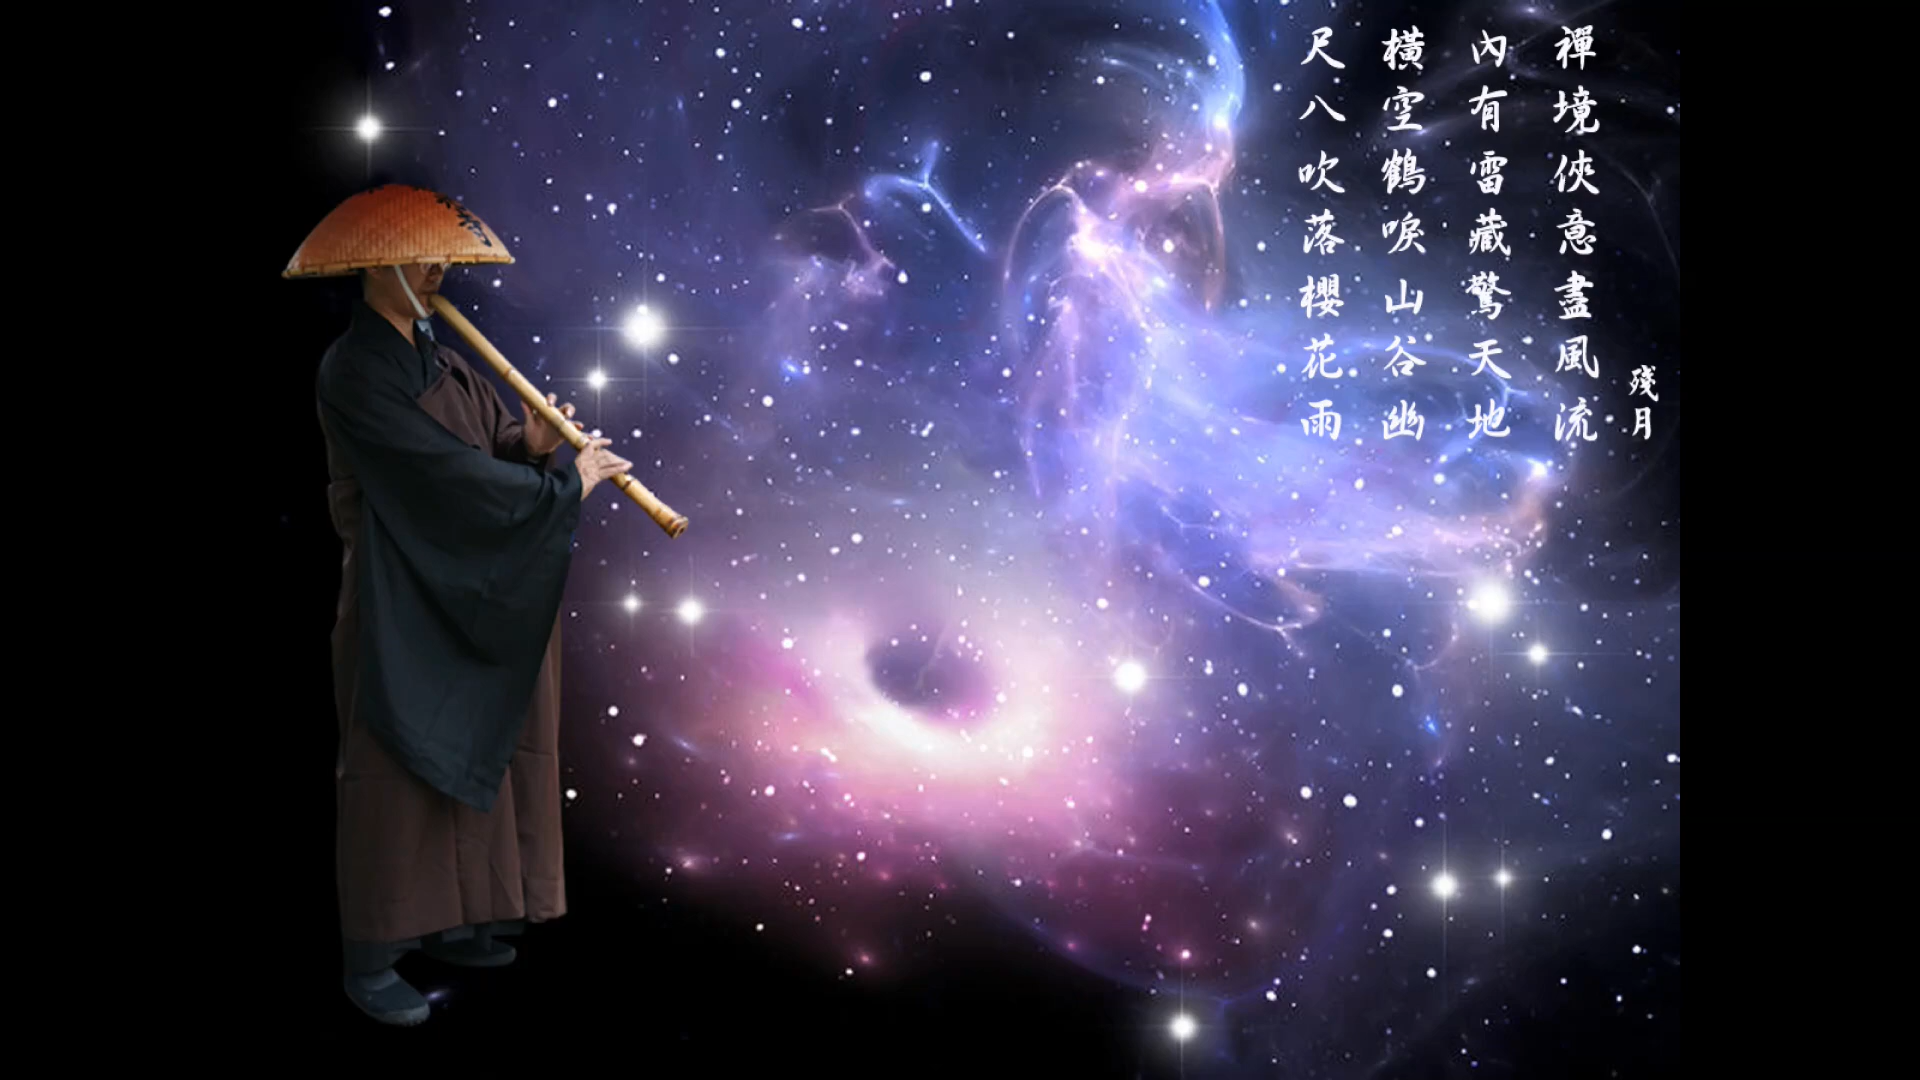 尺八吹落櫻花雨
橫空鶴唳山谷幽
內有雷藏驚天地
禪境俠意盡風流
殘月